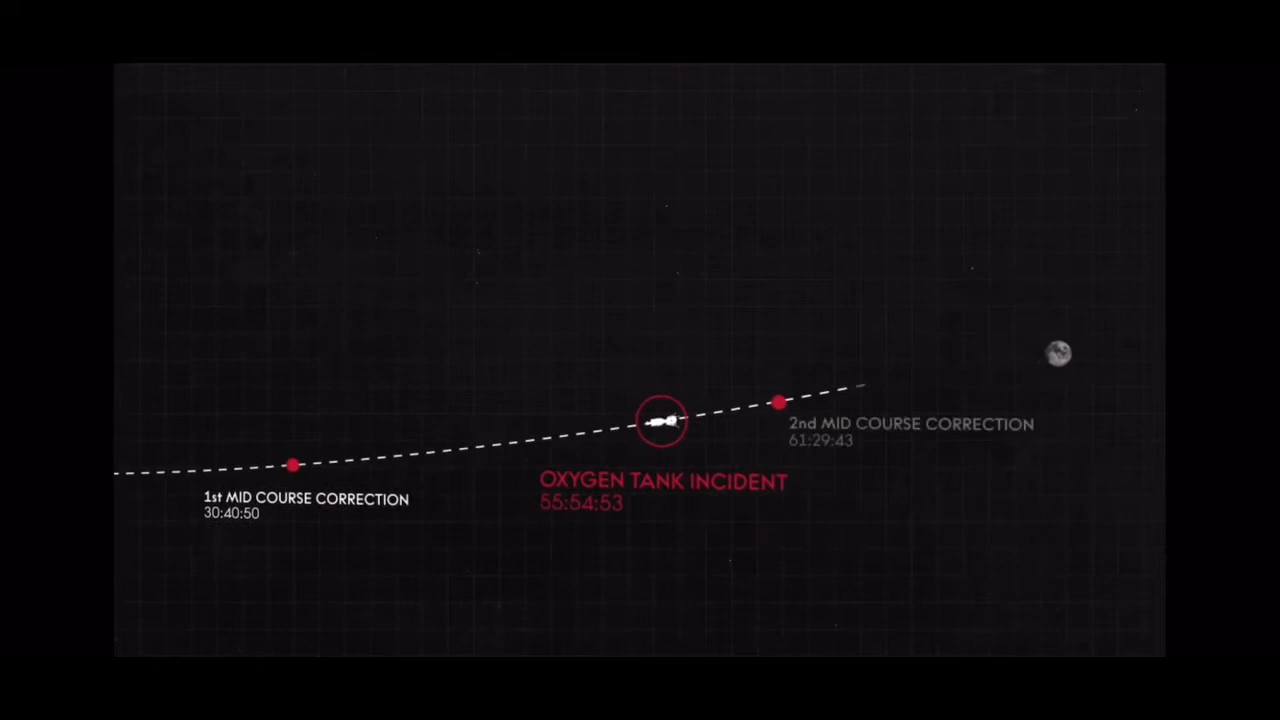 2nd MID COURSE CORRECTION
61:29:43
OXYGEN TANK INCIDENT
55:54:53
1st MID COURSE CORRECTION
30:40:50